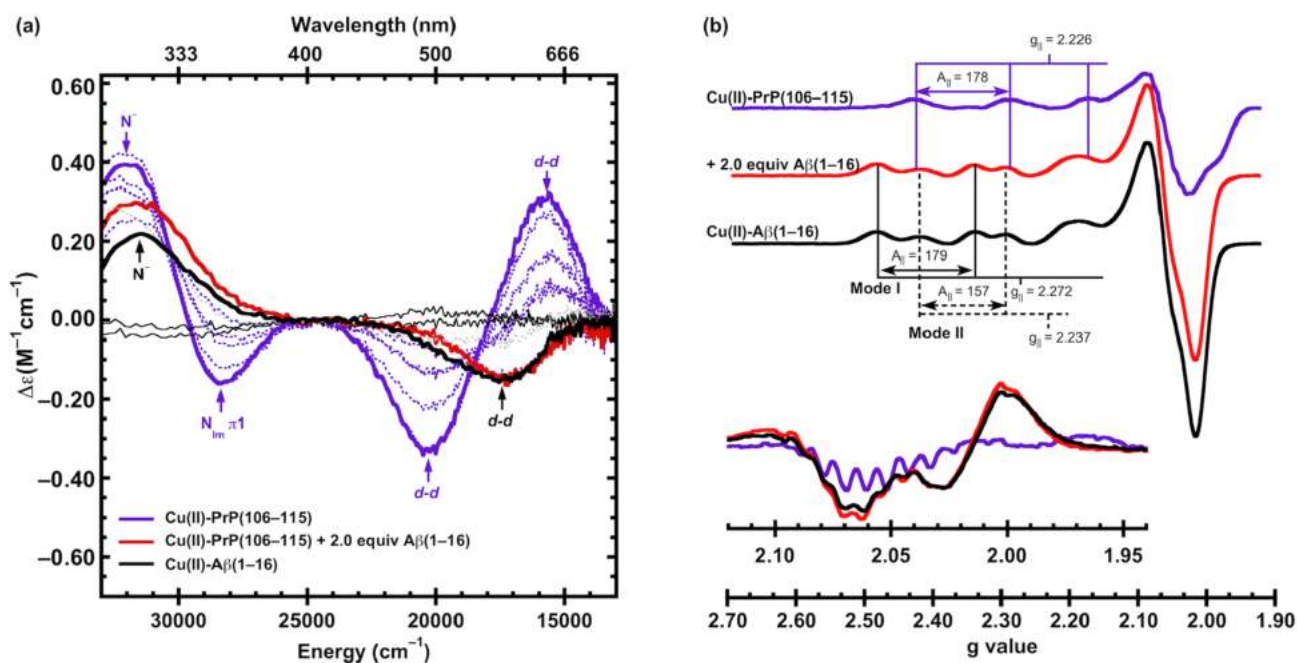 (a)
Wavelength (nm)
333 400 500 666
0.60
0.40
0.20
0.00
−0.20
−0.40
−0.60
Δε(M⁻¹cm⁻¹)
N⁻
d-d
N⁻
N_Im π1
d-d
d-d
Cu(II)-PrP(106–115)
Cu(II)-PrP(106–115) + 2.0 equiv Aβ(1–16)
Cu(II)-Aβ(1–16)
30000 25000 20000 15000
Energy (cm⁻¹)
(b)
g|| = 2.226
A|| = 178
Cu(II)-PrP(106–115)
+ 2.0 equiv Aβ(1–16)
Cu(II)-Aβ(1–16)
A|| = 179
Mode I
A|| = 157
g|| = 2.272
Mode II
g|| = 2.237
2.10 2.05 2.00 1.95
2.70 2.60 2.50 2.40 2.30 2.20 2.10 2.00 1.90
g value